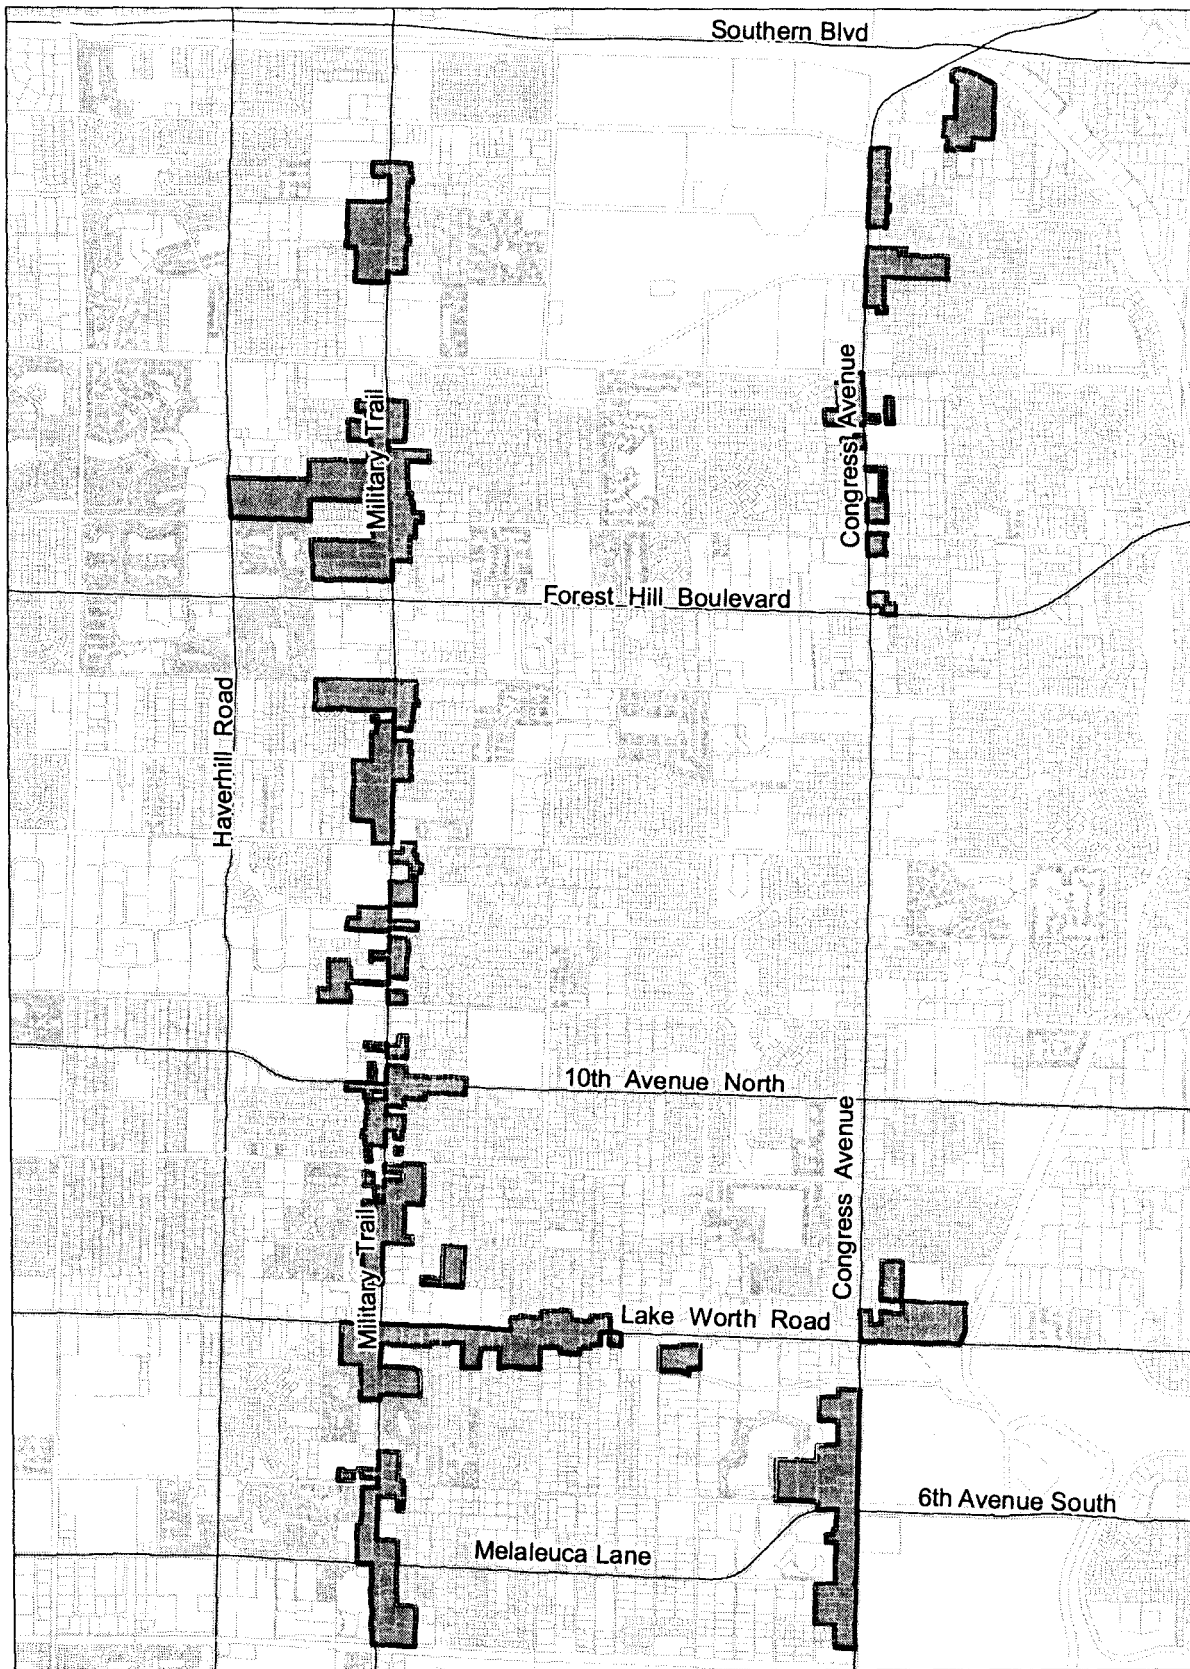 Southern Blvd
Military Trail
Congress Avenue
Forest Hill Boulevard
Haverhill Road
10th Avenue North
Congress Avenue
Military Trail
Lake Worth Road
6th Avenue South
Melaleuca Lane